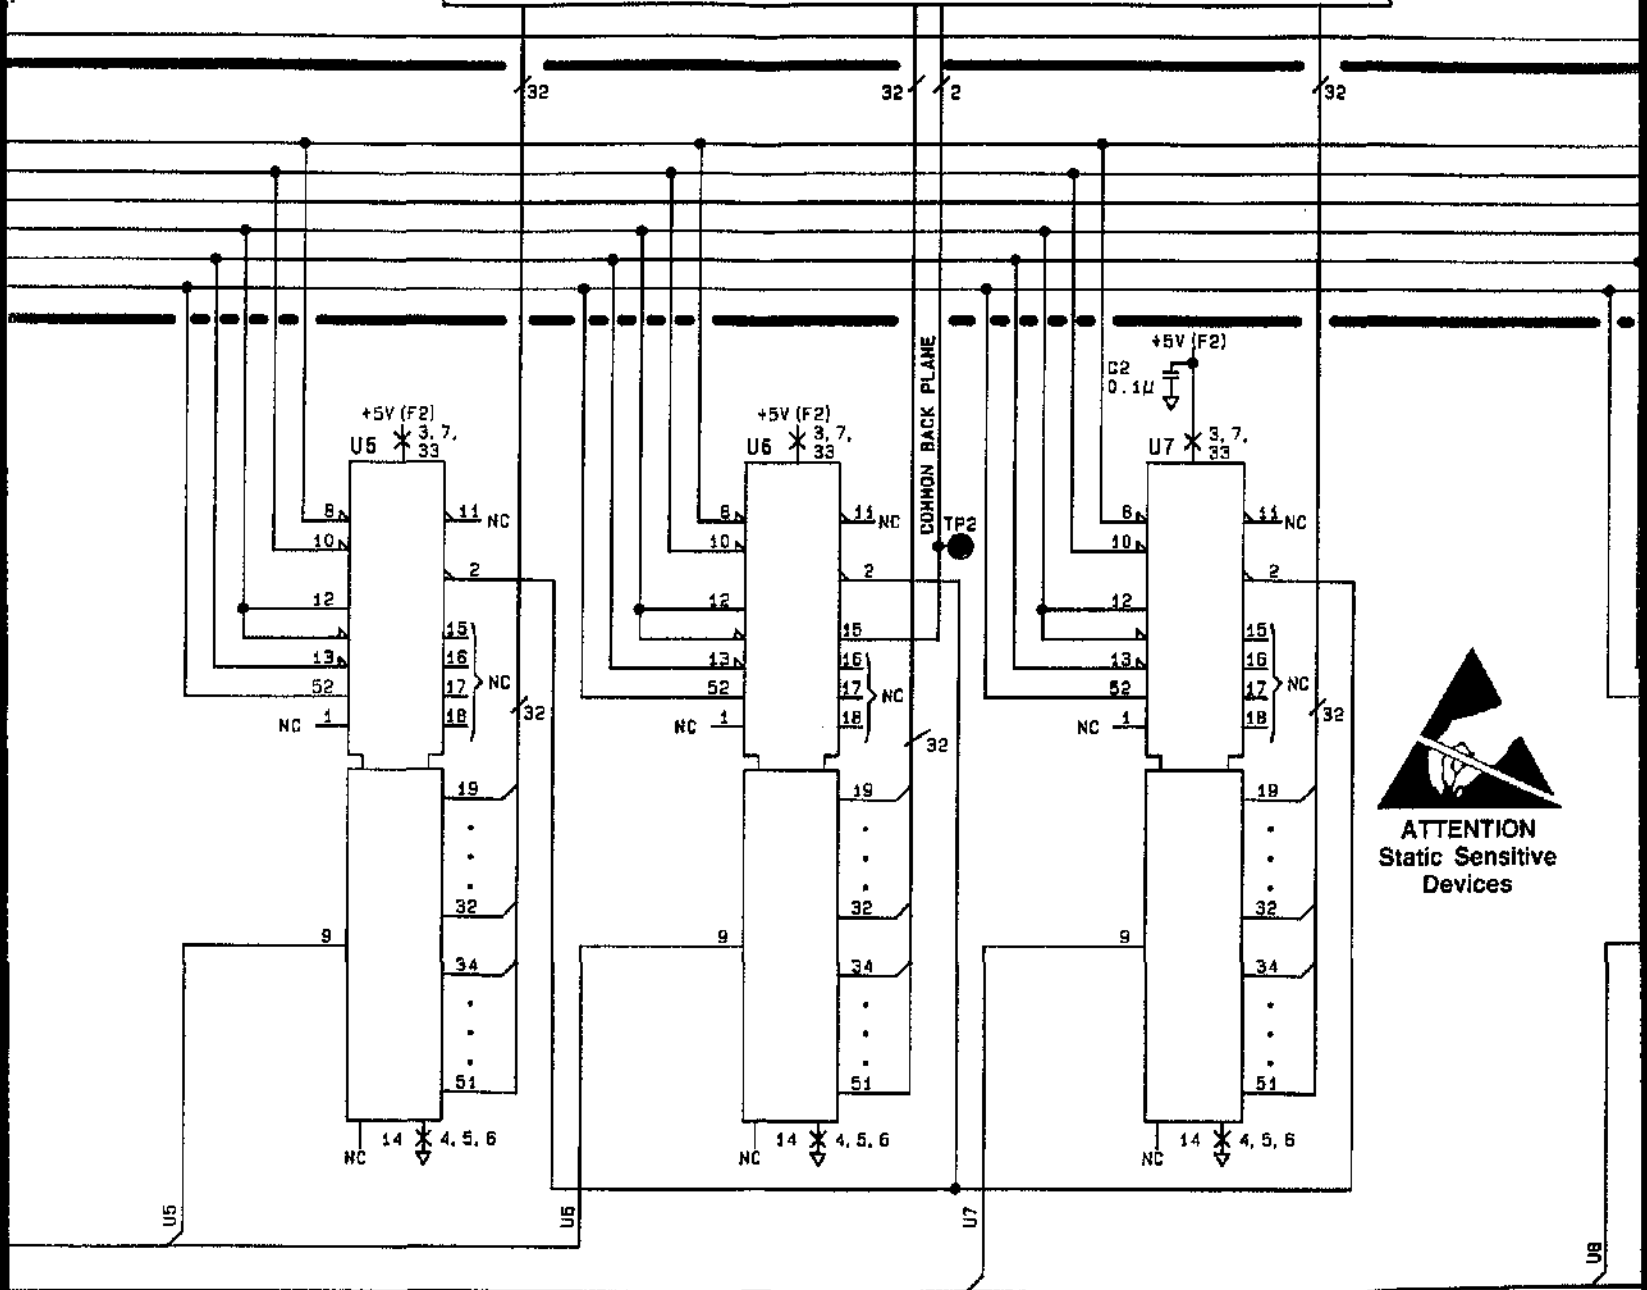 32
32
2
32
COMMON BACK PLANE
+5V (F2)
C2
0.1µ
+5V (F2)
U5
3, 7,
33
+5V (F2)
U6
3, 7,
33
U7
3, 7,
33
8
11
NC
10
2
12
15
13
16
NC
52
17
NC
1
18
32
19
32
9
34
51
14
4, 5, 6
NC
8
11
NC
TP2
10
2
12
15
13
16
52
17
NC
NC
1
18
32
19
32
9
34
51
14
4, 5, 6
NC
8
11
NC
10
2
12
15
13
16
52
17
NC
NC
1
18
32
19
32
9
34
51
14
4, 5, 6
NC
ATTENTION
Static Sensitive
Devices
U5
U6
U7
U8